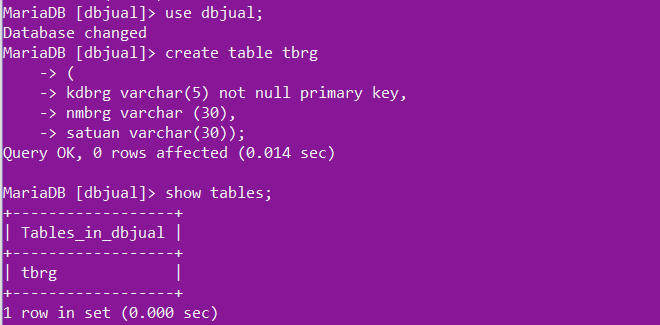 MariaDB [dbjual]> use dbjual;
Database changed
MariaDB [dbjual]> create table tbrg
    -> (
    -> kdbrg varchar(5) not null primary key,
    -> nmbrg varchar (30),
    -> satuan varchar(30));
Query OK, 0 rows affected (0.014 sec)

MariaDB [dbjual]> show tables;
+------------------+
| Tables_in_dbjual |
+------------------+
| tbrg             |
+------------------+
1 row in set (0.000 sec)